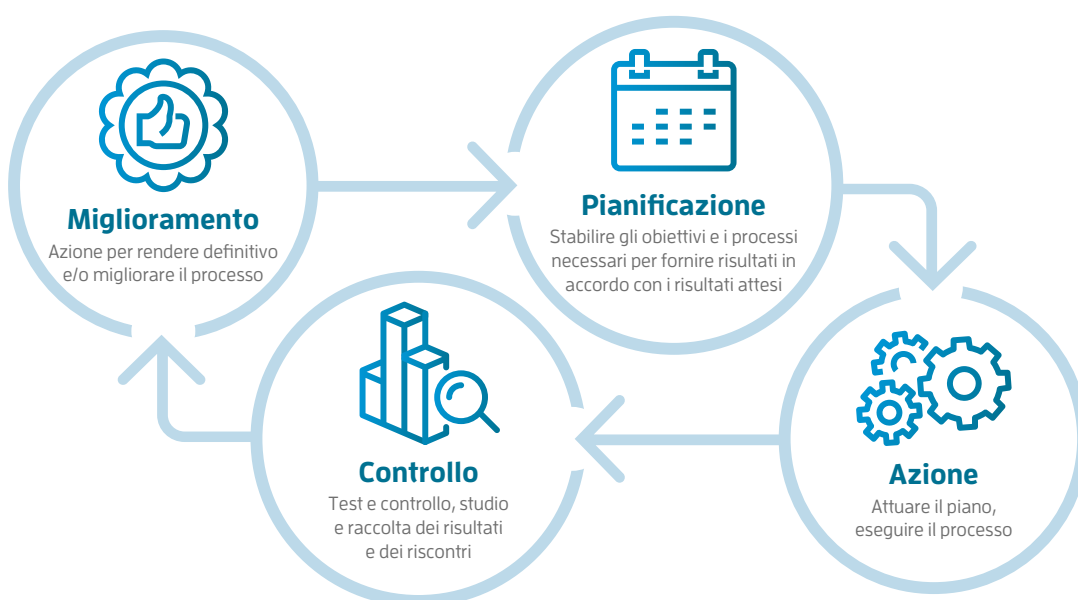 Miglioramento
Azione per rendere definitivo
e/o migliorare il processo
Pianificazione
Stabilire gli obiettivi e i processi
necessari per fornire risultati in
accordo con i risultati attesi
Azione
Attuare il piano,
eseguire il processo
Controllo
Test e controllo, studio
e raccolta dei risultati
e dei riscontri